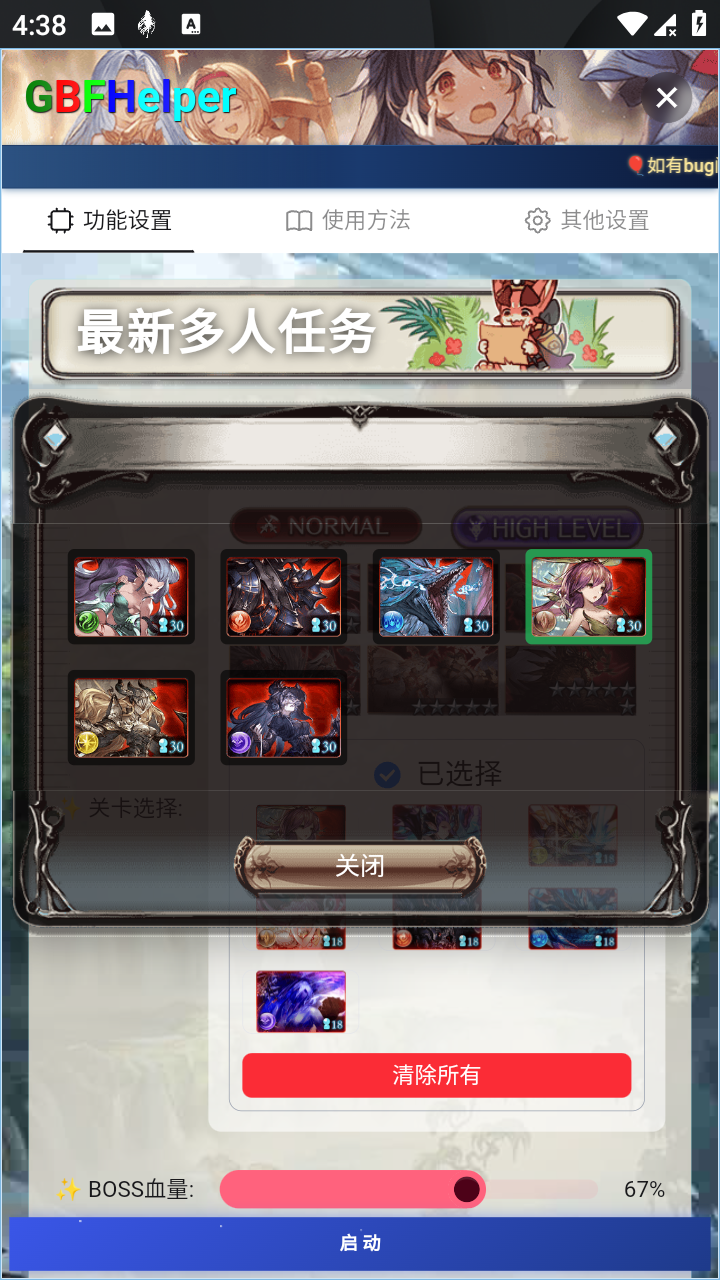 4:38
A
GBFHelper
🎈如有bug
功能设置
使用方法
其他设置
最新多人任务
NORMAL
HIGH LEVEL
30
30
30
30
30
30
已选择
✨ 关卡选择:
18
关闭
18
18
18
18
清除所有
✨ BOSS血量:
67%
启动